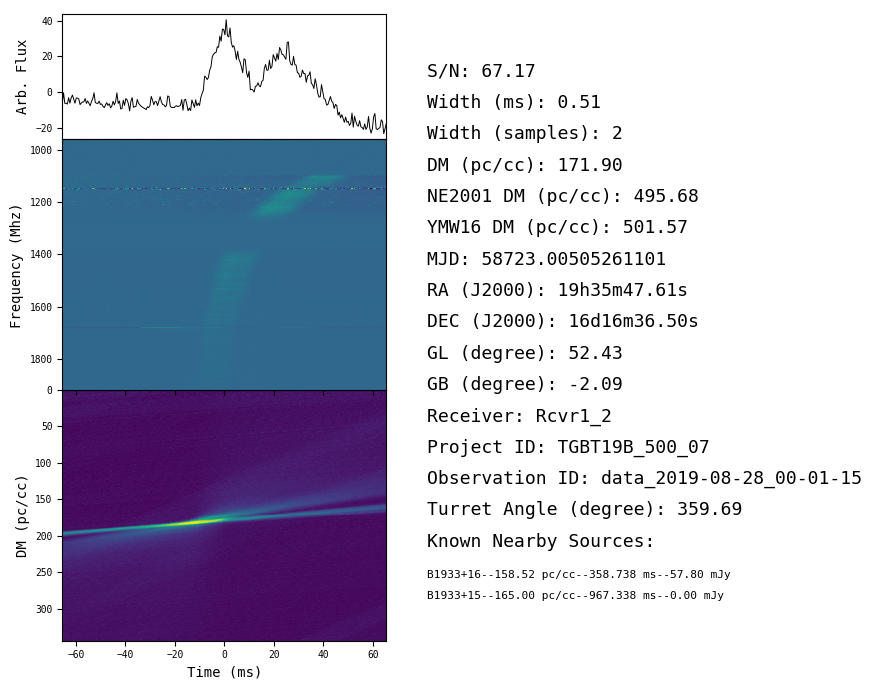 40
20
0
−20
Arb. Flux
1000
1200
1400
1600
1800
Frequency (Mhz)
0
50
100
150
200
250
300
DM (pc/cc)
−60 −40 −20 0 20 40 60
Time (ms)
S/N: 67.17
Width (ms): 0.51
Width (samples): 2
DM (pc/cc): 171.90
NE2001 DM (pc/cc): 495.68
YMW16 DM (pc/cc): 501.57
MJD: 58723.00505261101
RA (J2000): 19h35m47.61s
DEC (J2000): 16d16m36.50s
GL (degree): 52.43
GB (degree): -2.09
Receiver: Rcvr1_2
Project ID: TGBT19B_500_07
Observation ID: data_2019-08-28_00-01-15
Turret Angle (degree): 359.69
Known Nearby Sources:
B1933+16--158.52 pc/cc--358.738 ms--57.80 mJy
B1933+15--165.00 pc/cc--967.338 ms--0.00 mJy